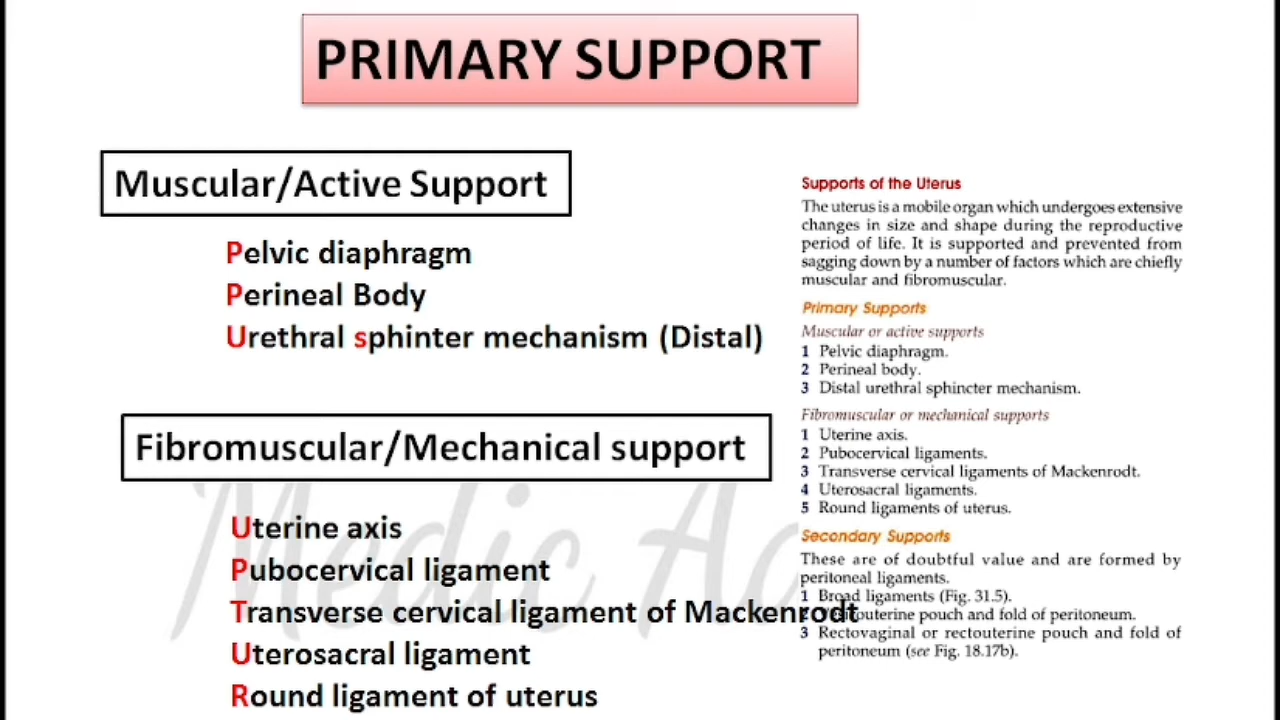 PRIMARY SUPPORT
Muscular/Active Support
Pelvic diaphragm
Perineal Body
Urethral sphinter mechanism (Distal)
Fibromuscular/Mechanical support
Uterine axis
Pubocervical ligament
Transverse cervical ligament of Mackenrodt
Uterosacral ligament
Round ligament of uterus
Supports of the Uterus
The uterus is a mobile organ which undergoes extensive
changes in size and shape during the reproductive
period of life. It is supported and prevented from
sagging down by a number of factors which are chiefly
muscular and fibromuscular.
Primary Supports
Muscular or active supports
1 Pelvic diaphragm.
2 Perineal body.
3 Distal urethral sphincter mechanism.
Fibromuscular or mechanical supports
1 Uterine axis.
2 Pubocervical ligaments.
3 Transverse cervical ligaments of Mackenrodt.
4 Uterosacral ligaments.
5 Round ligaments of uterus.
Secondary Supports
These are of doubtful value and are formed by
peritoneal ligaments.
1 Broad ligaments (Fig. 31.5).
pouch and fold of peritoneum.
3 Rectovaginal or rectouterine pouch and fold of
peritoneum (see Fig. 18.17b).
Medic